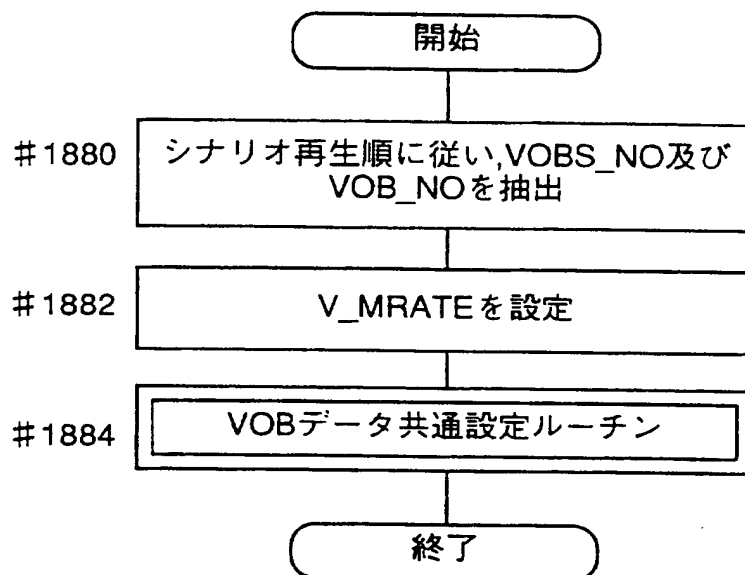 開始
#1880
シナリオ再生順に従い,VOBS_NO及び
VOB_NOを抽出
#1882
V_MRATEを設定
#1884
VOBデータ共通設定ルーチン
終了